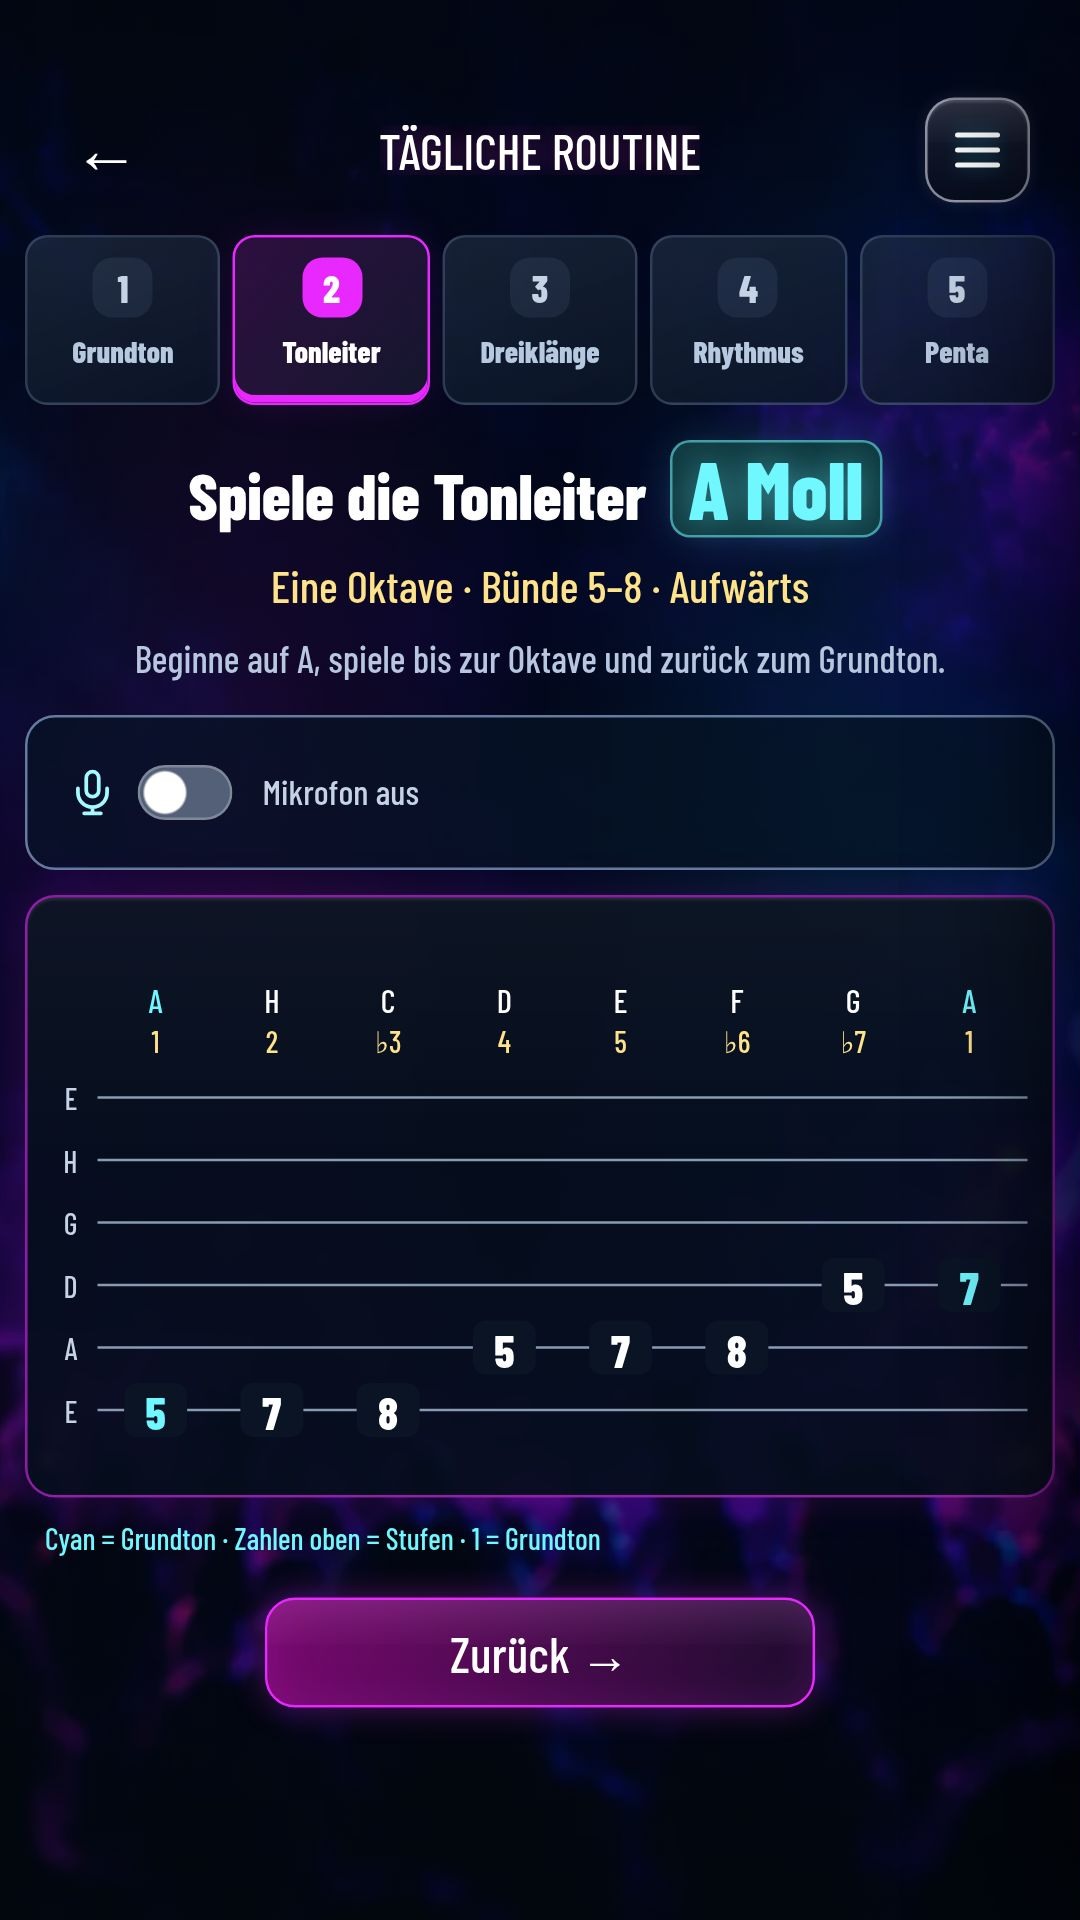 ← TÄGLICHE ROUTINE
1 2 3 4 5
Grundton Tonleiter Dreiklänge Rhythmus Penta
Spiele die Tonleiter A Moll
Eine Oktave · Bünde 5–8 · Aufwärts
Beginne auf A, spiele bis zur Oktave und zurück zum Grundton.
Mikrofon aus
A H C D E F G A
1 2 ♭3 4 5 ♭6 ♭7 1
E
H
G
D 5 7
A 5 7 8
E 5 7 8
Cyan = Grundton · Zahlen oben = Stufen · 1 = Grundton
Zurück →